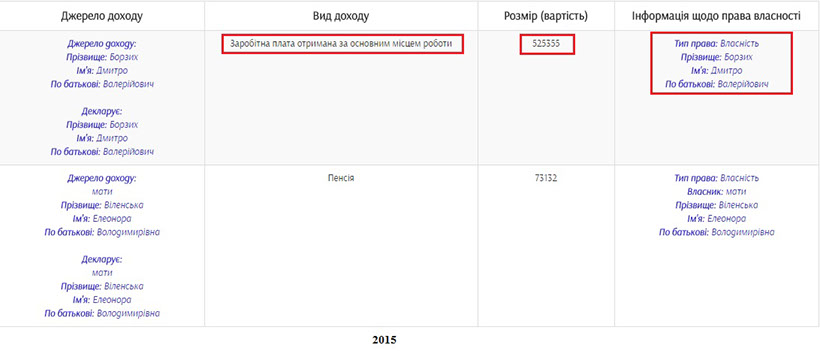 Джерело доходу
Вид доходу
Розмір (вартість)
Інформація щодо права власності
Джерело доходу:
Прізвище: Борзих
Ім'я: Дмитро
По батькові: Валерійович
Декларує:
Прізвище: Борзих
Ім'я: Дмитро
По батькові: Валерійович
Заробітна плата отримана за основним місцем роботи
525355
Тип права: Власність
Прізвище: Борзих
Ім'я: Дмитро
По батькові: Валерійович
Джерело доходу:
мати
Прізвище: Віленська
Ім'я: Елеонора
По батькові: Володимирівна
Декларує:
мати
Прізвище: Віленська
Ім'я: Елеонора
По батькові: Володимирівна
Пенсія
73132
Тип права: Власність
Власник: мати
Прізвище: Віленська
Ім'я: Елеонора
По батькові: Володимирівна
2015